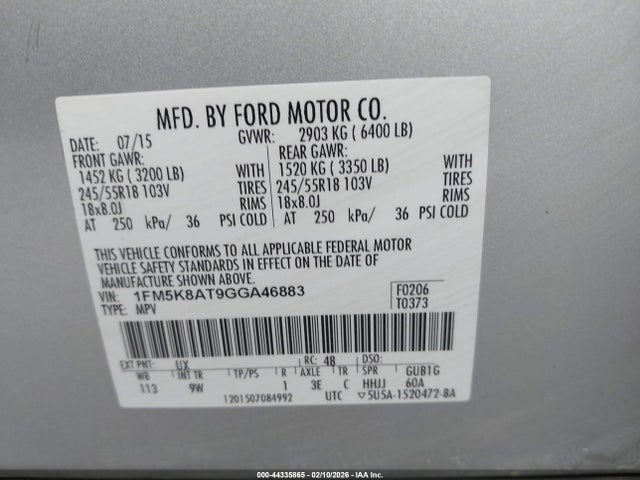 MFD. BY FORD MOTOR CO.
DATE: 07/15 GVWR: 2903 KG ( 6400 LB)
FRONT GAWR: REAR GAWR:
1452 KG ( 3200 LB) WITH 1520 KG ( 3350 LB) WITH
245/55R18 103V TIRES 245/55R18 103V TIRES
18x8.0J RIMS 18x8.0J RIMS
AT 250 kPa/ 36 PSI COLD AT 250 kPa/ 36 PSI COLD
THIS VEHICLE CONFORMS TO ALL APPLICABLE FEDERAL MOTOR
VEHICLE SAFETY STANDARDS IN EFFECT ON THE DATE OF
MANUFACTURE SHOWN ABOVE.
VIN: 1FM5K8AT9GGA46883 F0206
TYPE: MPV T0373
EXT PNT: UX RC: 48 DSO:
WB INT TR TP/PS R AXLE TR SPR GUB1G
113 9W 1 3E C HHJJ 60A
1201507084992 UTC ▽5U5A-1520472-BA
000-44335865 - 02/10/2026 - IAA Inc.